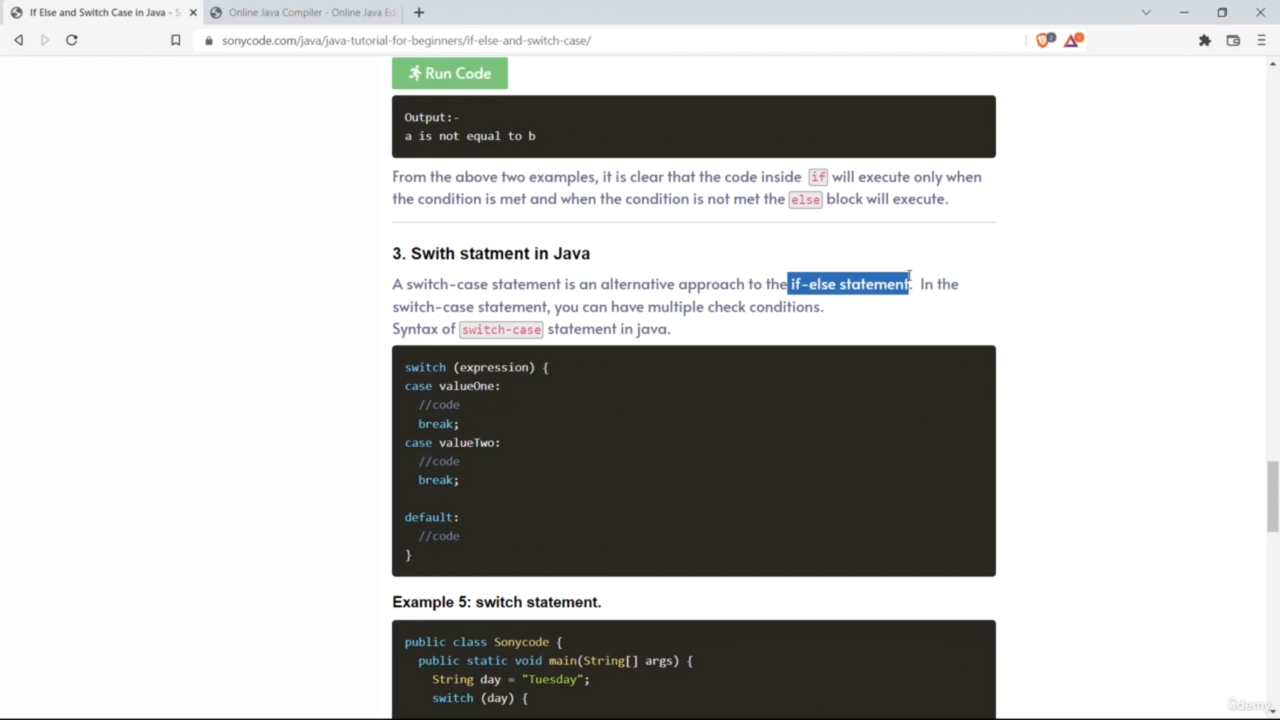 If Else and Switch Case in Java - S
Online Java Compiler - Online Java Edi
sonycode.com/java/java-tutorial-for-beginners/if-else-and-switch-case/
Run Code
Output:-
a is not equal to b
From the above two examples, it is clear that the code inside if will execute only when
the condition is met and when the condition is not met the else block will execute.
3. Swith statment in Java
A switch-case statement is an alternative approach to the if-else statement. In the
switch-case statement, you can have multiple check conditions.
Syntax of switch-case statement in java.
switch (expression) {
case valueOne:
//code
break;
case valueTwo:
//code
break;
default:
//code
}
Example 5: switch statement.
public class Sonycode {
public static void main(String[] args) {
String day = "Tuesday";
switch (day) {
ûdemy